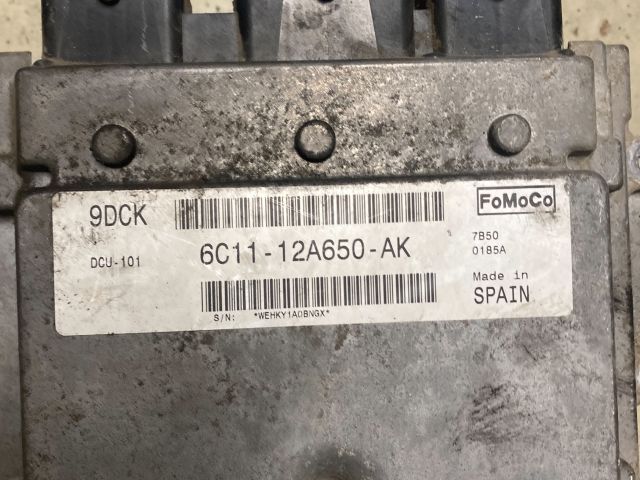 9DCK
FoMoCo
DCU-101
6C11-12A650-AK
7B50
0185A
Made in
SPAIN
S/N: *WEHKY1A0BNGX*